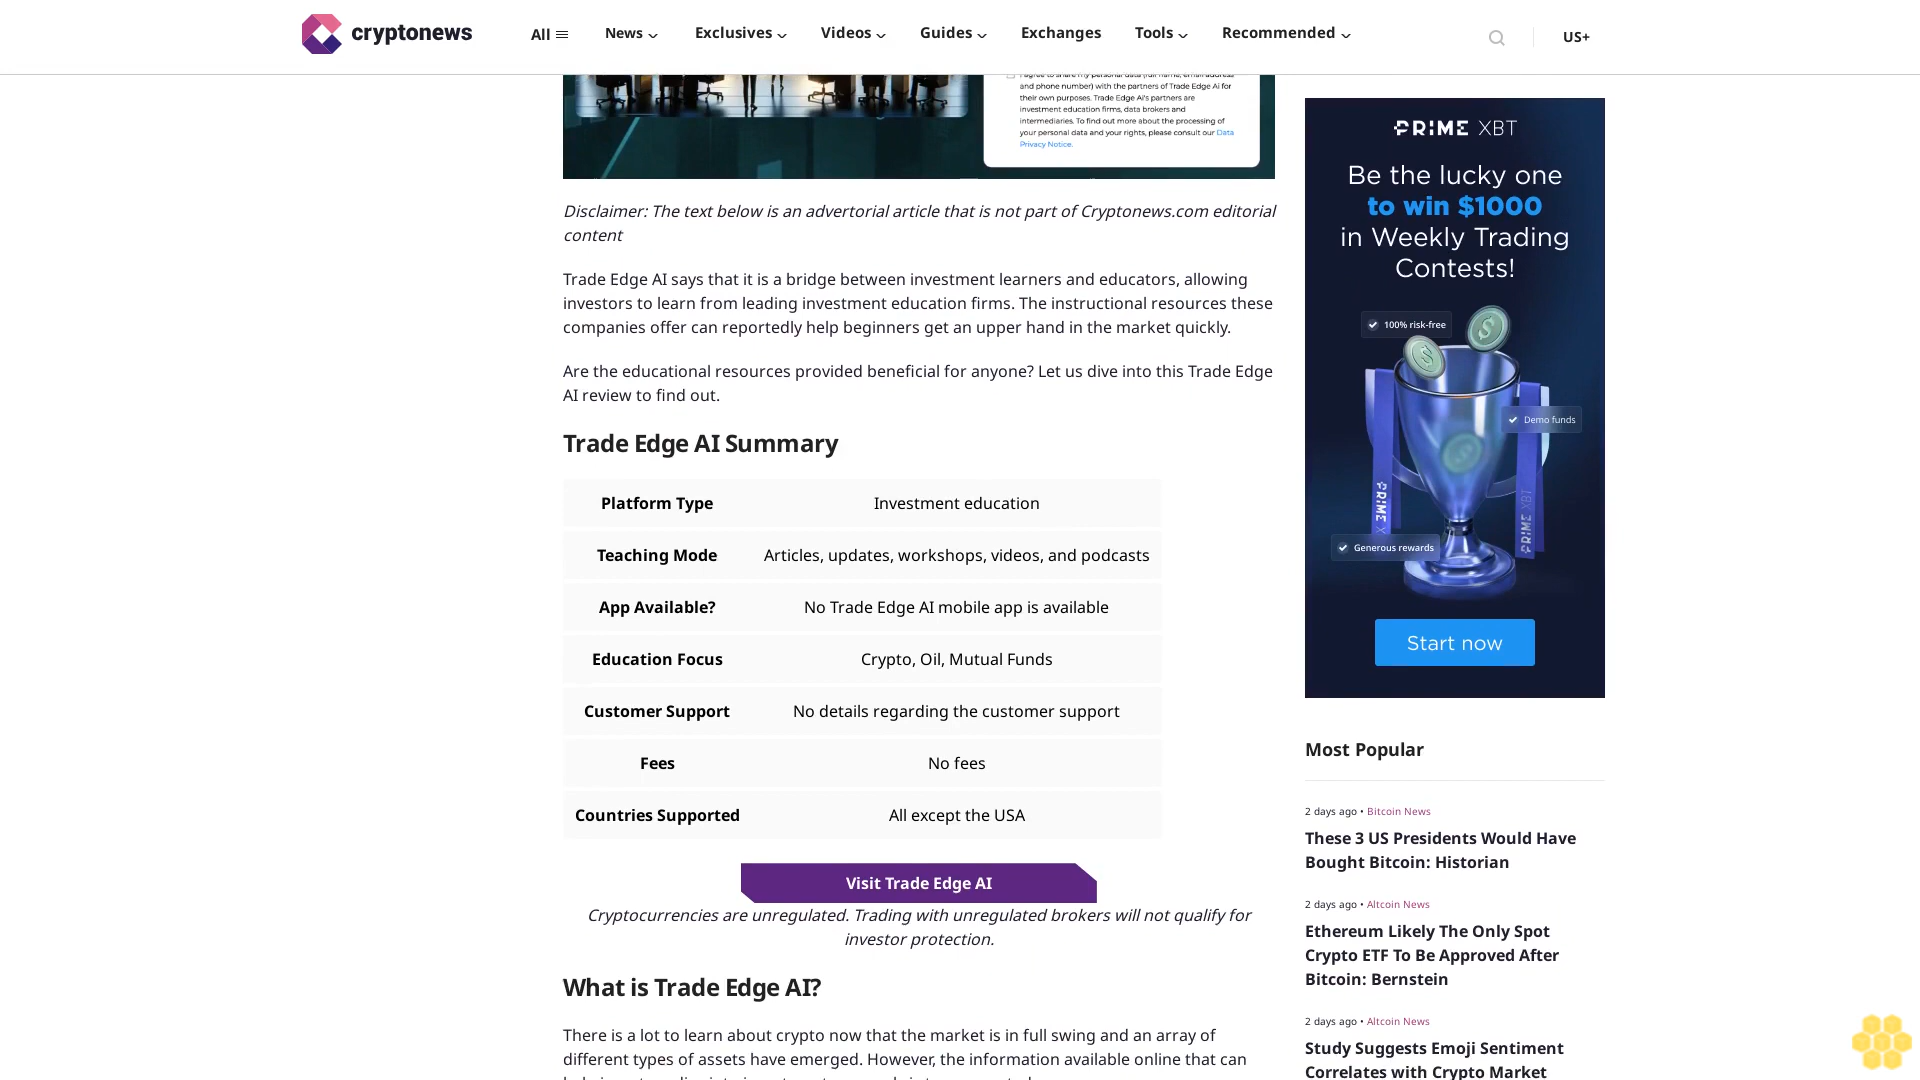 cryptonews
All
News
Exclusives
Videos
Guides
Exchanges
Tools
Recommended
US+
I agree to share my personal data (full name, email address
and phone number) with the partners of Trade Edge Ai for
their own purposes. Trade Edge Ai's partners are
investment education firms, data brokers and
intermediaries. To find out more about the processing of
your personal data and your rights, please consult our Data
Privacy Notice.
Disclaimer: The text below is an advertorial article that is not part of Cryptonews.com editorial
content
Trade Edge AI says that it is a bridge between investment learners and educators, allowing
investors to learn from leading investment education firms. The instructional resources these
companies offer can reportedly help beginners get an upper hand in the market quickly.
Are the educational resources provided beneficial for anyone? Let us dive into this Trade Edge
AI review to find out.
Trade Edge AI Summary
Platform Type Investment education
Teaching Mode Articles, updates, workshops, videos, and podcasts
App Available? No Trade Edge AI mobile app is available
Education Focus Crypto, Oil, Mutual Funds
Customer Support No details regarding the customer support
Fees No fees
Countries Supported All except the USA
Visit Trade Edge AI
Cryptocurrencies are unregulated. Trading with unregulated brokers will not qualify for
investor protection.
What is Trade Edge AI?
There is a lot to learn about crypto now that the market is in full swing and an array of
different types of assets have emerged. However, the information available online that can
PRIME XBT
Be the lucky one
to win $1000
in Weekly Trading
Contests!
100% risk-free
Demo funds
PRIME X
PRIME XBT
Generous rewards
Start now
Most Popular
2 days ago • Bitcoin News
These 3 US Presidents Would Have
Bought Bitcoin: Historian
2 days ago • Altcoin News
Ethereum Likely The Only Spot
Crypto ETF To Be Approved After
Bitcoin: Bernstein
2 days ago • Altcoin News
Study Suggests Emoji Sentiment
Correlates with Crypto Market